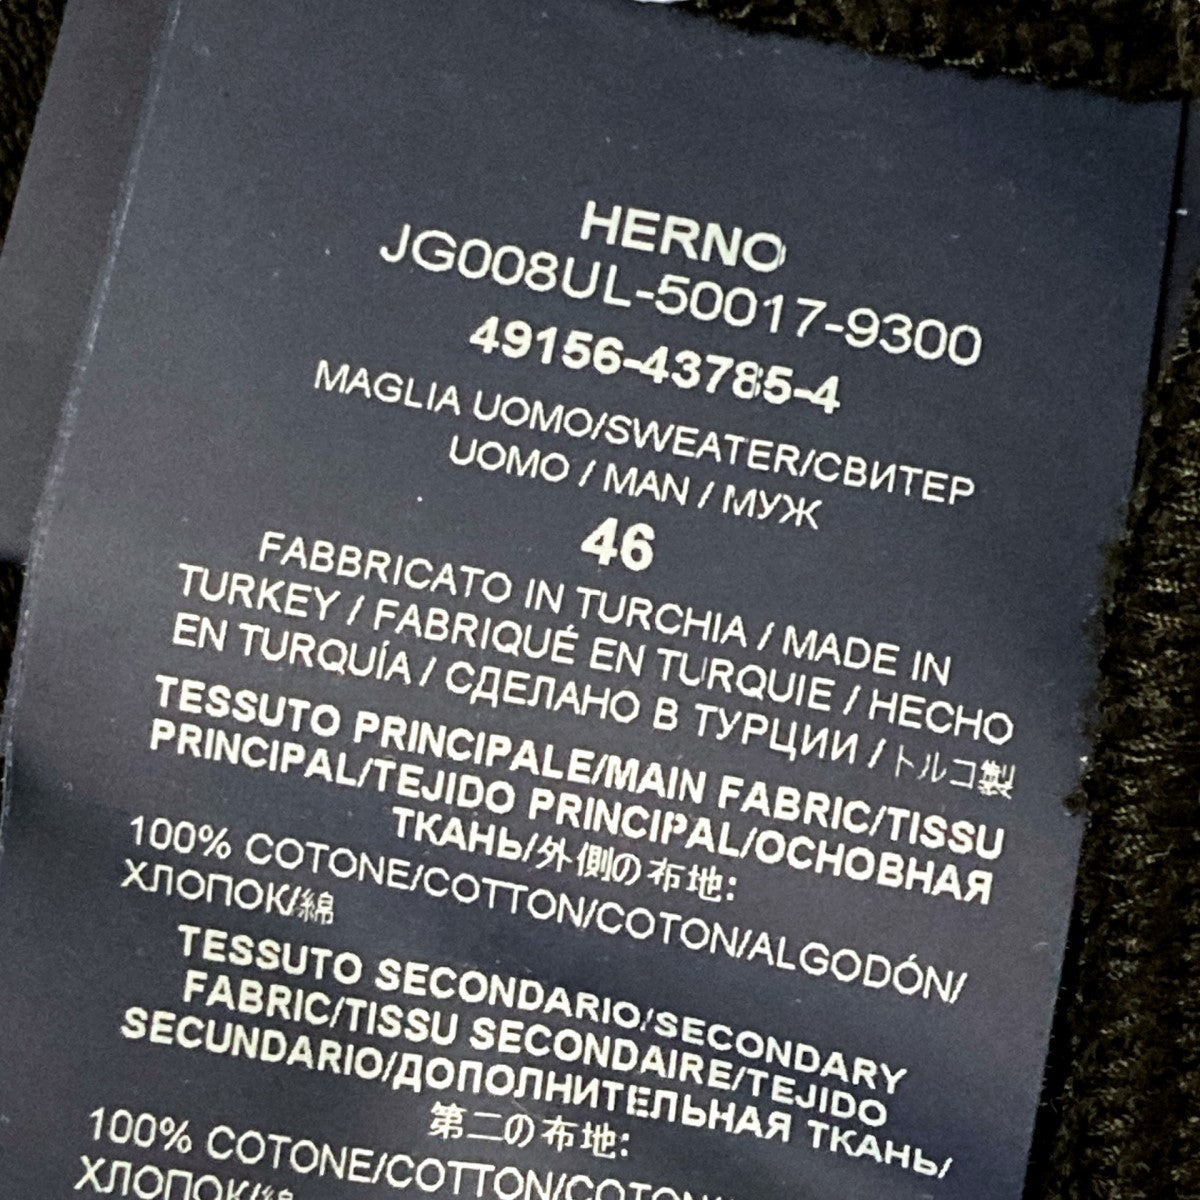 HERNO
JG008UL-50017-9300
49156-43785-4
MAGLIA UOMO/SWEATER/СВИТЕР
UOMO / MAN / МУЖ
46
FABBRICATO IN TURCHIA / MADE IN
TURKEY / FABRIQUÉ EN TURQUIE / HECHO
EN TURQUÍA / СДЕЛАНО В ТУРЦИИ / トルコ製
TESSUTO PRINCIPALE/MAIN FABRIC/TISSU
PRINCIPAL/TEJIDO PRINCIPAL/ОСНОВНАЯ
ТКАНЬ/外側の布地:
100% COTONE/COTTON/COTON/ALGODÓN/
ХЛОПОК/綿
TESSUTO SECONDARIO/SECONDARY
FABRIC/TISSU SECONDAIRE/TEJIDO
SECUNDARIO/ДОПОЛНИТЕЛЬНАЯ ТКАНЬ/
第二の布地:
100% COTONE/COTTON/COTON/
ХЛОПОК/綿